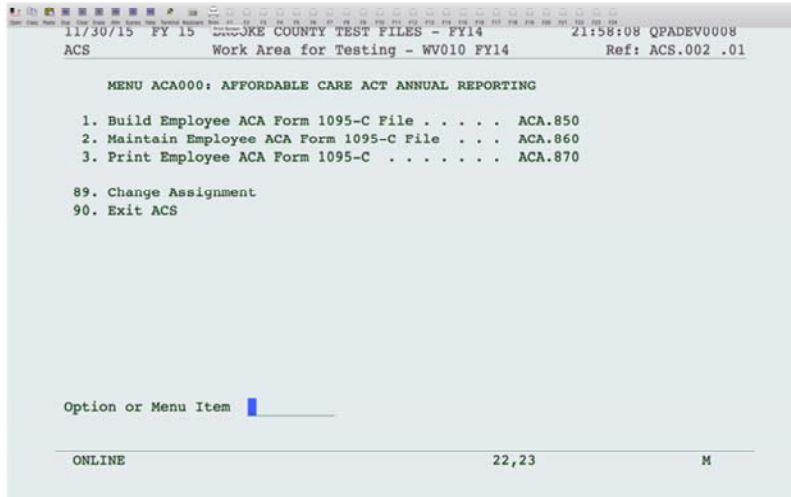 11/30/15 FY 15 BROOKE COUNTY TEST FILES - FY14 21:58:08 QPADEV0008
ACS Work Area for Testing - WV010 FY14 Ref: ACS.002 .01
MENU ACA000: AFFORDABLE CARE ACT ANNUAL REPORTING
1. Build Employee ACA Form 1095-C File . . . . . ACA.850
2. Maintain Employee ACA Form 1095-C File . . . ACA.860
3. Print Employee ACA Form 1095-C . . . . . . . ACA.870
89. Change Assignment
90. Exit ACS
Option or Menu Item
ONLINE 22,23 M